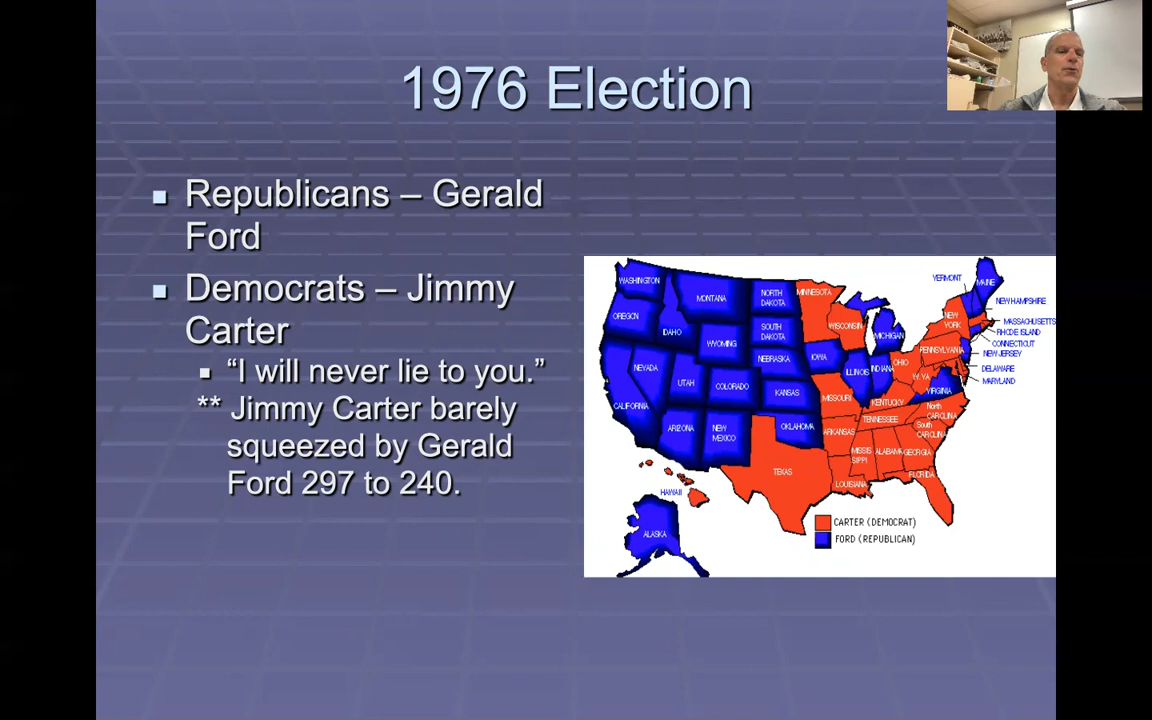 1976 Election
Republicans – Gerald
Ford
Democrats – Jimmy
Carter
“I will never lie to you.”
** Jimmy Carter barely
squeezed by Gerald
Ford 297 to 240.
WASHINGTON
OREGON
CALIFORNIA
NEVADA
IDAHO
MONTANA
WYOMING
UTAH
COLORADO
ARIZONA
NEW
MEXICO
NORTH
DAKOTA
SOUTH
DAKOTA
NEBRASKA
KANSAS
OKLAHOMA
TEXAS
MINNESOTA
IOWA
MISSOURI
ARKANSAS
LOUISIANA
WISCONSIN
ILLINOIS
MICHIGAN
INDIANA
OHIO
KENTUCKY
TENNESSEE
MISSIS
SIPPI
ALABAMA
GEORGIA
FLORIDA
South
CAROLINA
North
CAROLINA
VIRGINIA
W. VA
PENNSYLVANIA
NEW
YORK
VERMONT
MAINE
NEW HAMPSHIRE
MASSACHUSETTS
RHODE ISLAND
CONNECTICUT
NEW JERSEY
DELAWARE
MARYLAND
HAWAII
ALASKA
CARTER (DEMOCRAT)
FORD (REPUBLICAN)